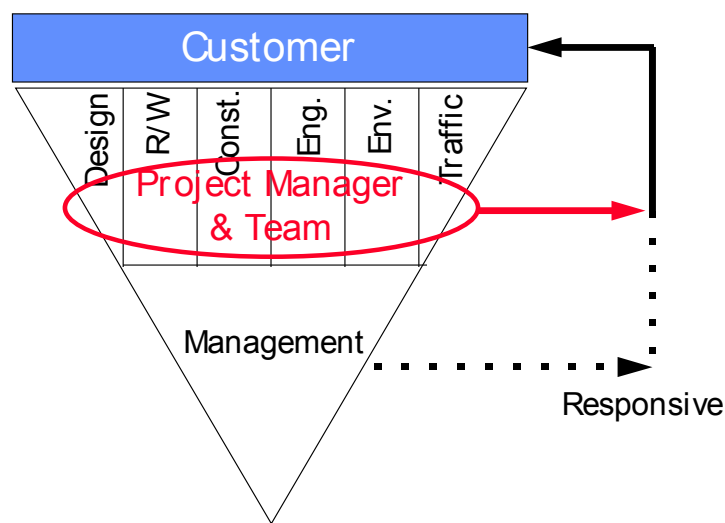 Customer
Design
R/W
Const.
Eng.
Env.
Traffic
Project Manager
& Team
Management
Responsive